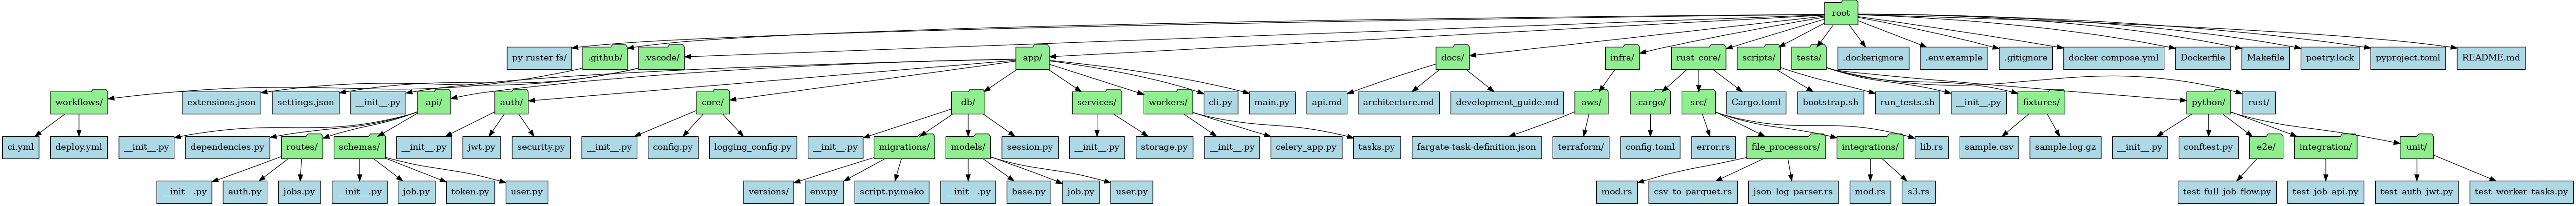 root
py-ruster-fs/
.github/
.vscode/
app/
docs/
infra/
rust_core/
scripts/
tests/
.dockerignore
.env.example
.gitignore
docker-compose.yml
Dockerfile
Makefile
poetry.lock
pyproject.toml
README.md
workflows/
extensions.json
settings.json
__init__.py
api/
auth/
core/
db/
services/
workers/
cli.py
main.py
api.md
architecture.md
development_guide.md
aws/
.cargo/
src/
Cargo.toml
bootstrap.sh
run_tests.sh
__init__.py
fixtures/
python/
rust/
ci.yml
deploy.yml
__init__.py
dependencies.py
routes/
schemas/
__init__.py
jwt.py
security.py
__init__.py
config.py
logging_config.py
__init__.py
migrations/
models/
session.py
__init__.py
storage.py
__init__.py
celery_app.py
tasks.py
fargate-task-definition.json
terraform/
config.toml
error.rs
file_processors/
integrations/
lib.rs
sample.csv
sample.log.gz
__init__.py
conftest.py
e2e/
integration/
unit/
__init__.py
auth.py
jobs.py
__init__.py
job.py
token.py
user.py
versions/
env.py
script.py.mako
__init__.py
base.py
job.py
user.py
mod.rs
csv_to_parquet.rs
json_log_parser.rs
mod.rs
s3.rs
test_full_job_flow.py
test_job_api.py
test_auth_jwt.py
test_worker_tasks.py